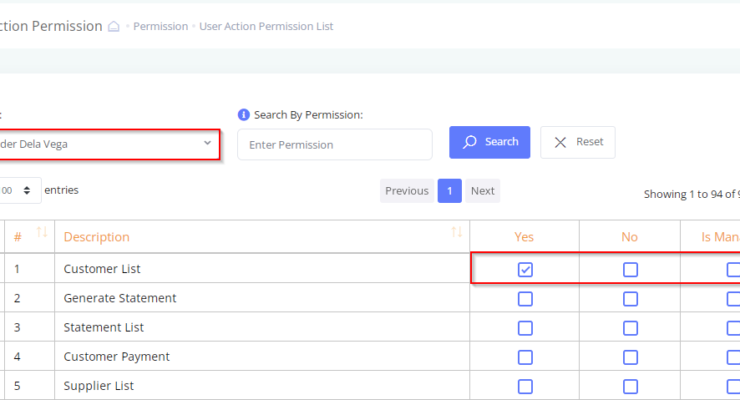 ction Permission Permission User Action Permission List
: Search By Permission:
der Dela Vega Enter Permission Search Reset
00 entries Previous 1 Next Showing 1 to 94 of 9
# Description Yes No Is Man
1 Customer List
2 Generate Statement
3 Statement List
4 Customer Payment
5 Supplier List